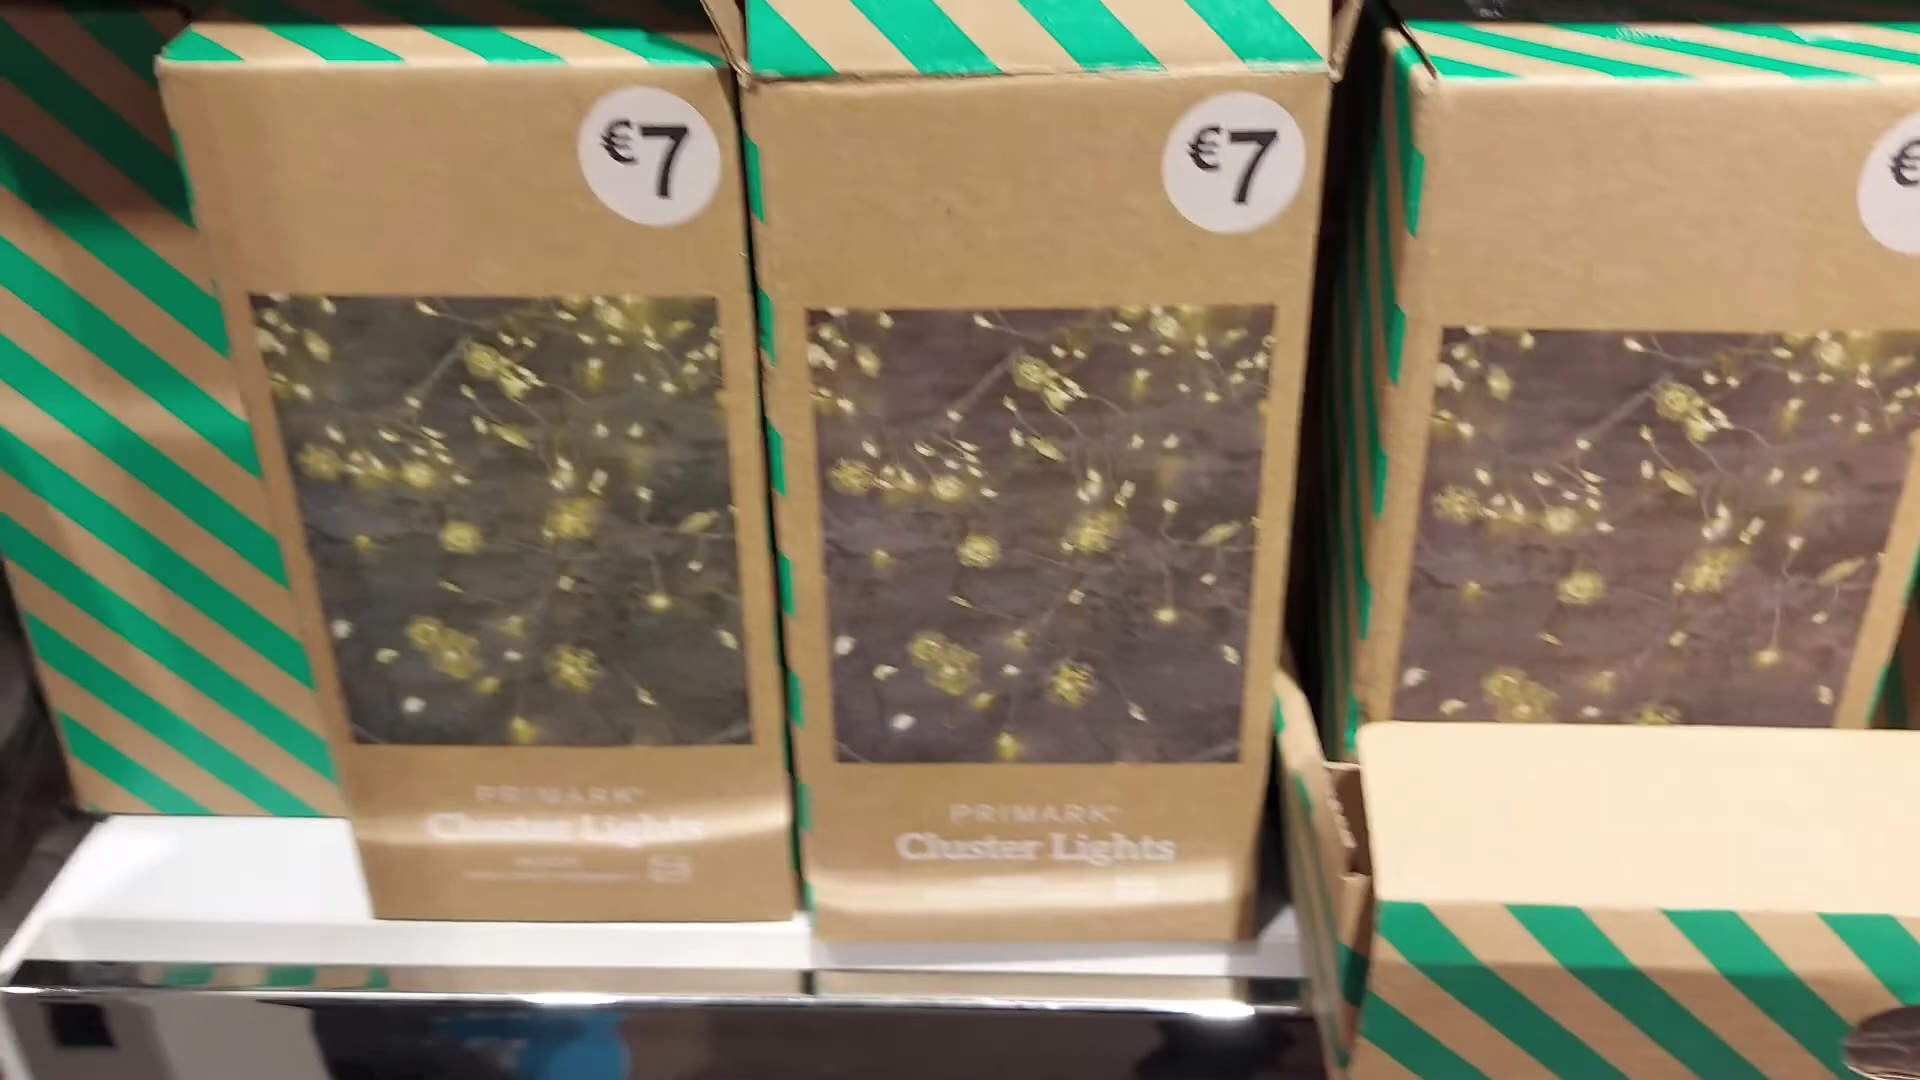 €7
€7
€
PRIMARK
Cluster Lights
PRIMARK
Cluster Lights